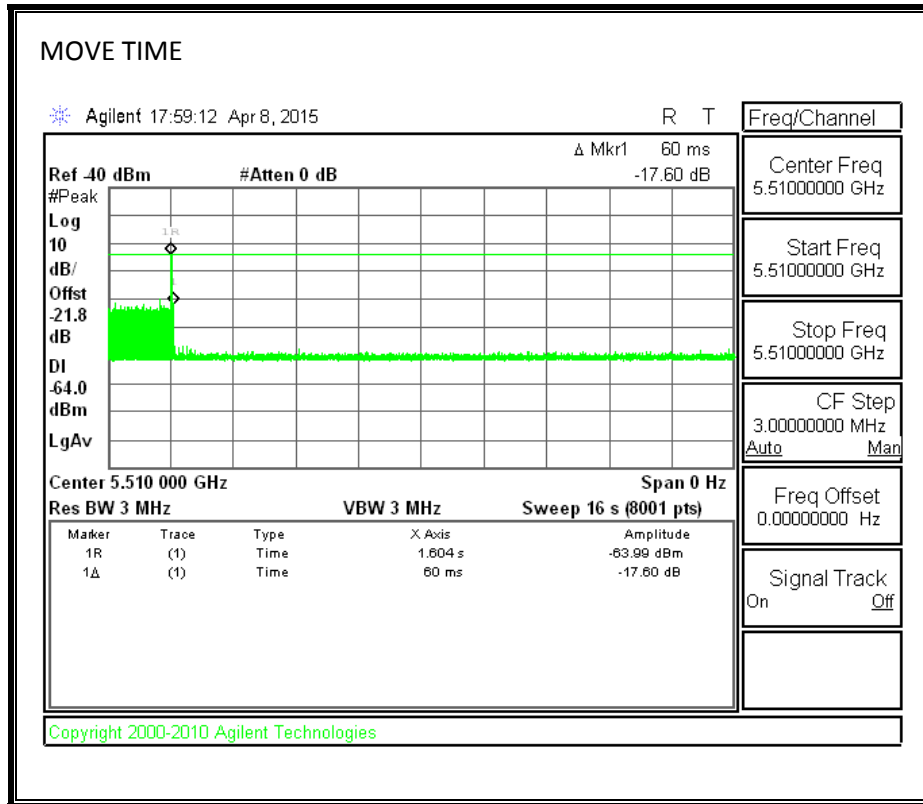 MOVE TIME
Agilent 17:59:12 Apr 8, 2015 R T
Freq/Channel
Δ Mkr1 60 ms
Ref -40 dBm #Atten 0 dB -17.60 dB
#Peak
Log
10
dB/
Offst
-21.8
dB
DI
-64.0
dBm
LgAv
1R
Center 5.510 000 GHz Span 0 Hz
Res BW 3 MHz VBW 3 MHz Sweep 16 s (8001 pts)
Marker Trace Type X Axis Amplitude
1R (1) Time 1.604 s -63.99 dBm
1Δ (1) Time 60 ms -17.60 dB
Center Freq
5.51000000 GHz
Start Freq
5.51000000 GHz
Stop Freq
5.51000000 GHz
CF Step
3.00000000 MHz
Auto Man
Freq Offset
0.00000000 Hz
Signal Track
On Off
Copyright 2000-2010 Agilent Technologies